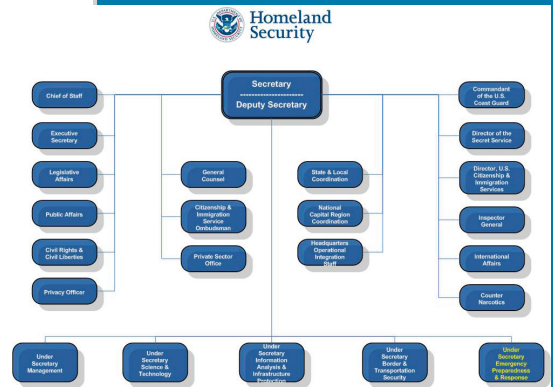 U.S. DEPARTMENT OF
HOMELAND SECURITY
Homeland
Security
Secretary
--------------------
Deputy Secretary
Chief of Staff
Executive
Secretary
Legislative
Affairs
Public Affairs
Civil Rights &
Civil Liberties
Privacy Officer
General
Counsel
Citizenship &
Immigration
Service
Ombudsman
Private Sector
Office
State & Local
Coordination
National
Capital Region
Coordination
Headquarters
Operational
Integration
Staff
Commandant
of the U.S.
Coast Guard
Director of the
Secret Service
Director, U.S.
Citizenship &
Immigration
Services
Inspector
General
International
Affairs
Counter
Narcotics
Under
Secretary
Management
Under
Secretary
Science &
Technology
Under
Secretary
Information
Analysis &
Infrastructure
Protection
Under
Secretary
Border &
Transportation
Security
Under
Secretary
Emergency
Preparedness
& Response